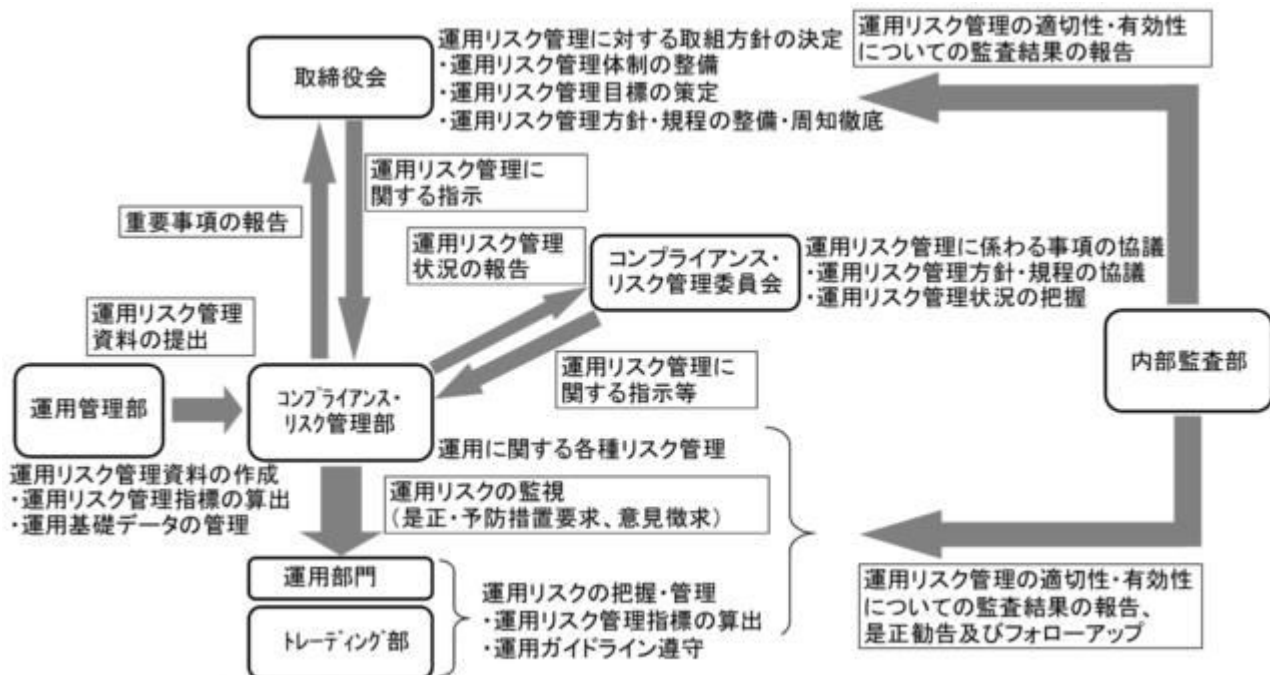 取締役会
運用リスク管理に対する取組方針の決定
・運用リスク管理体制の整備
・運用リスク管理目標の策定
・運用リスク管理方針・規程の整備・周知徹底
運用リスク管理の適切性・有効性
についての監査結果の報告
重要事項の報告
運用リスク管理に
関する指示
運用リスク管理
状況の報告
コンプライアンス・
リスク管理委員会
運用リスク管理に係わる事項の協議
・運用リスク管理方針・規程の協議
・運用リスク管理状況の把握
運用リスク管理
資料の提出
運用リスク管理に
関する指示等
内部監査部
運用管理部
コンプライアンス・
リスク管理部
運用に関する各種リスク管理
運用リスク管理資料の作成
・運用リスク管理指標の算出
・運用基礎データの管理
運用リスクの監視
(是正・予防措置要求、意見徴求)
運用部門
トレーディング部
運用リスクの把握・管理
・運用リスク管理指標の算出
・運用ガイドライン遵守
運用リスク管理の適切性・有効性
についての監査結果の報告、
是正勧告及びフォローアップ